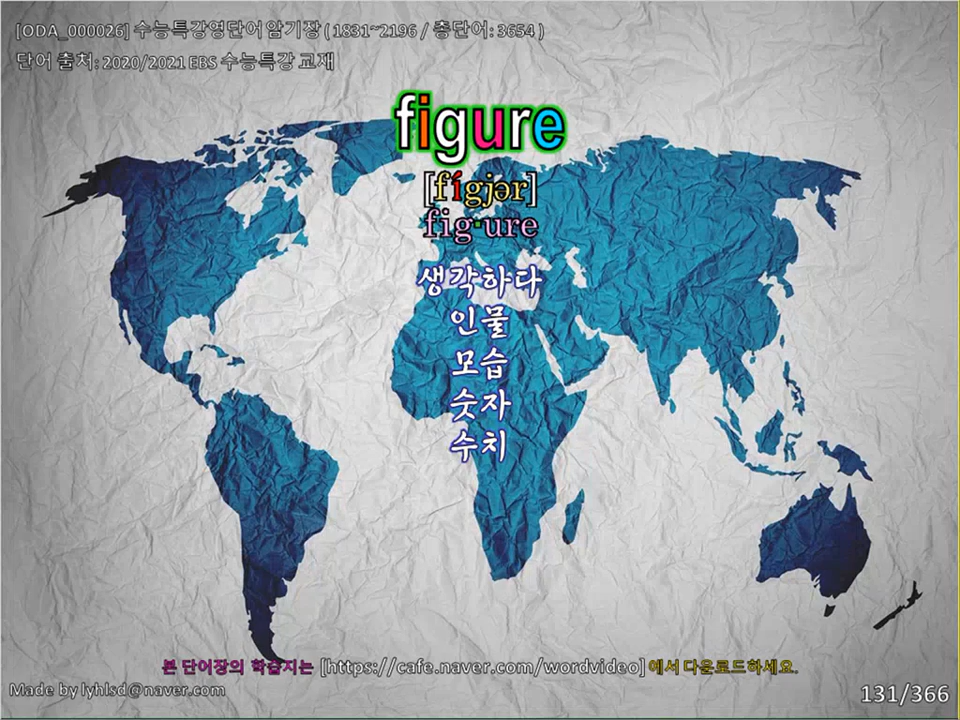 [ODA_000026] 수능특강영단어 암기장 ( 1831~2196 / 총단어: 3654 )
단어 출처: 2020/2021 EBS 수능특강 교재
figure
[fígjər]
fig·ure
생각하다
인물
모습
숫자
수치
본 단어장의 학습지는 [https://cafe.naver.com/wordvideo] 에서 다운로드하세요.
Made by lyhlsd@naver.com
131/366